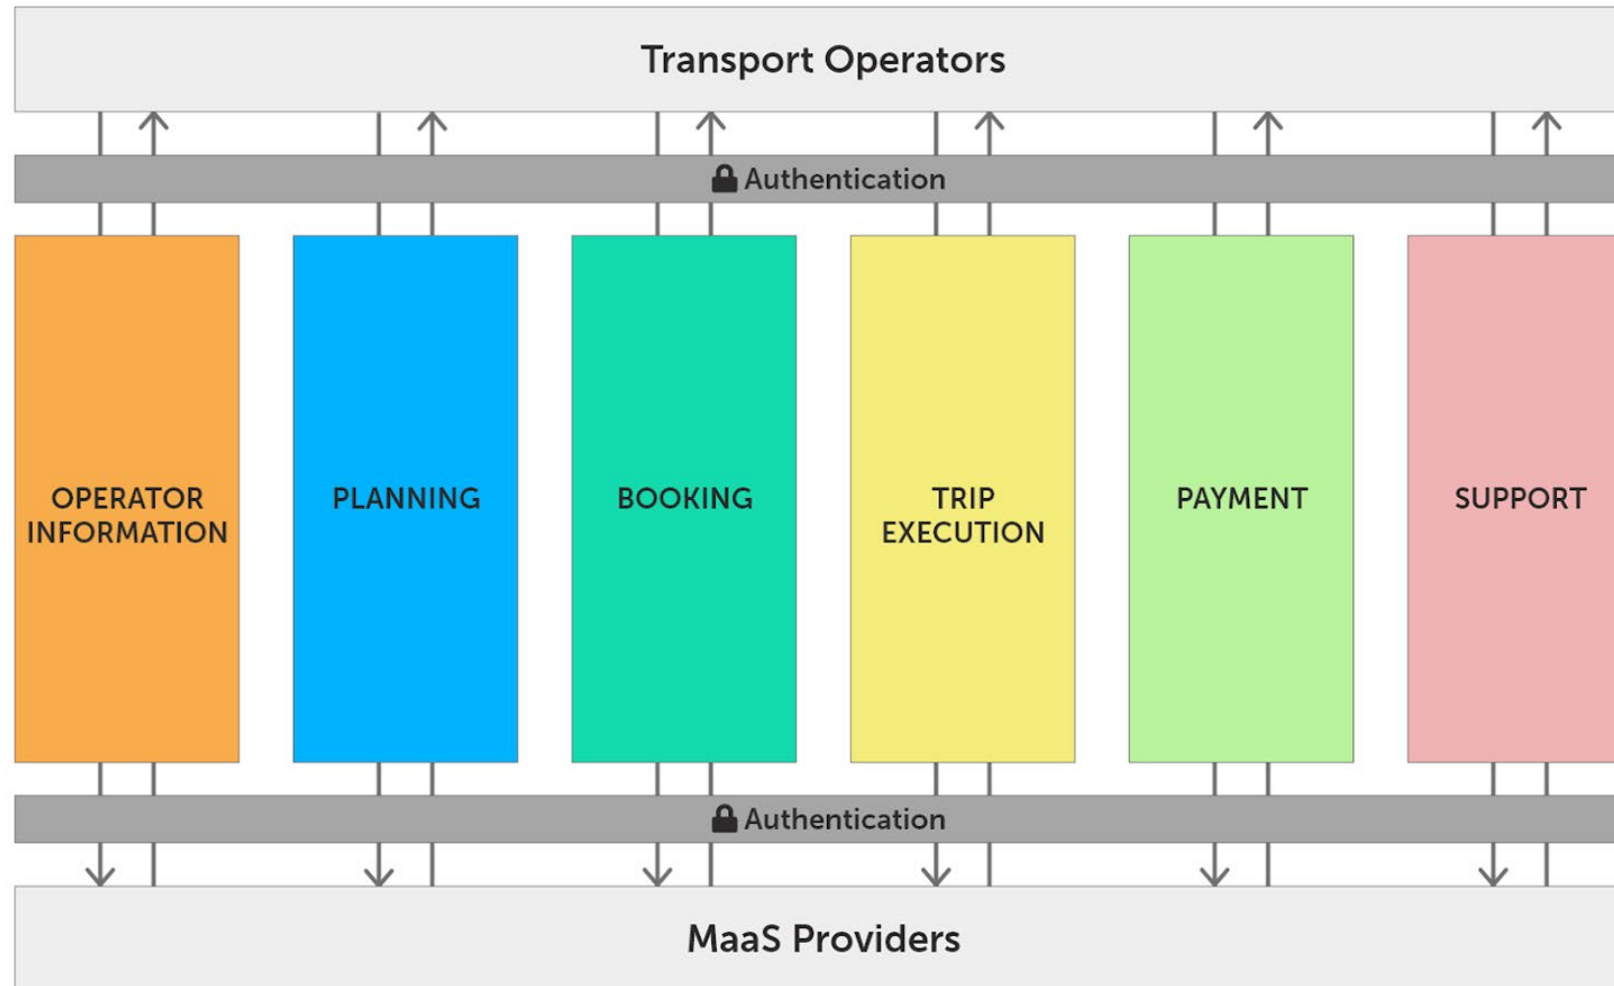 Transport Operators
Authentication
OPERATOR
INFORMATION
PLANNING
BOOKING
TRIP
EXECUTION
PAYMENT
SUPPORT
Authentication
MaaS Providers